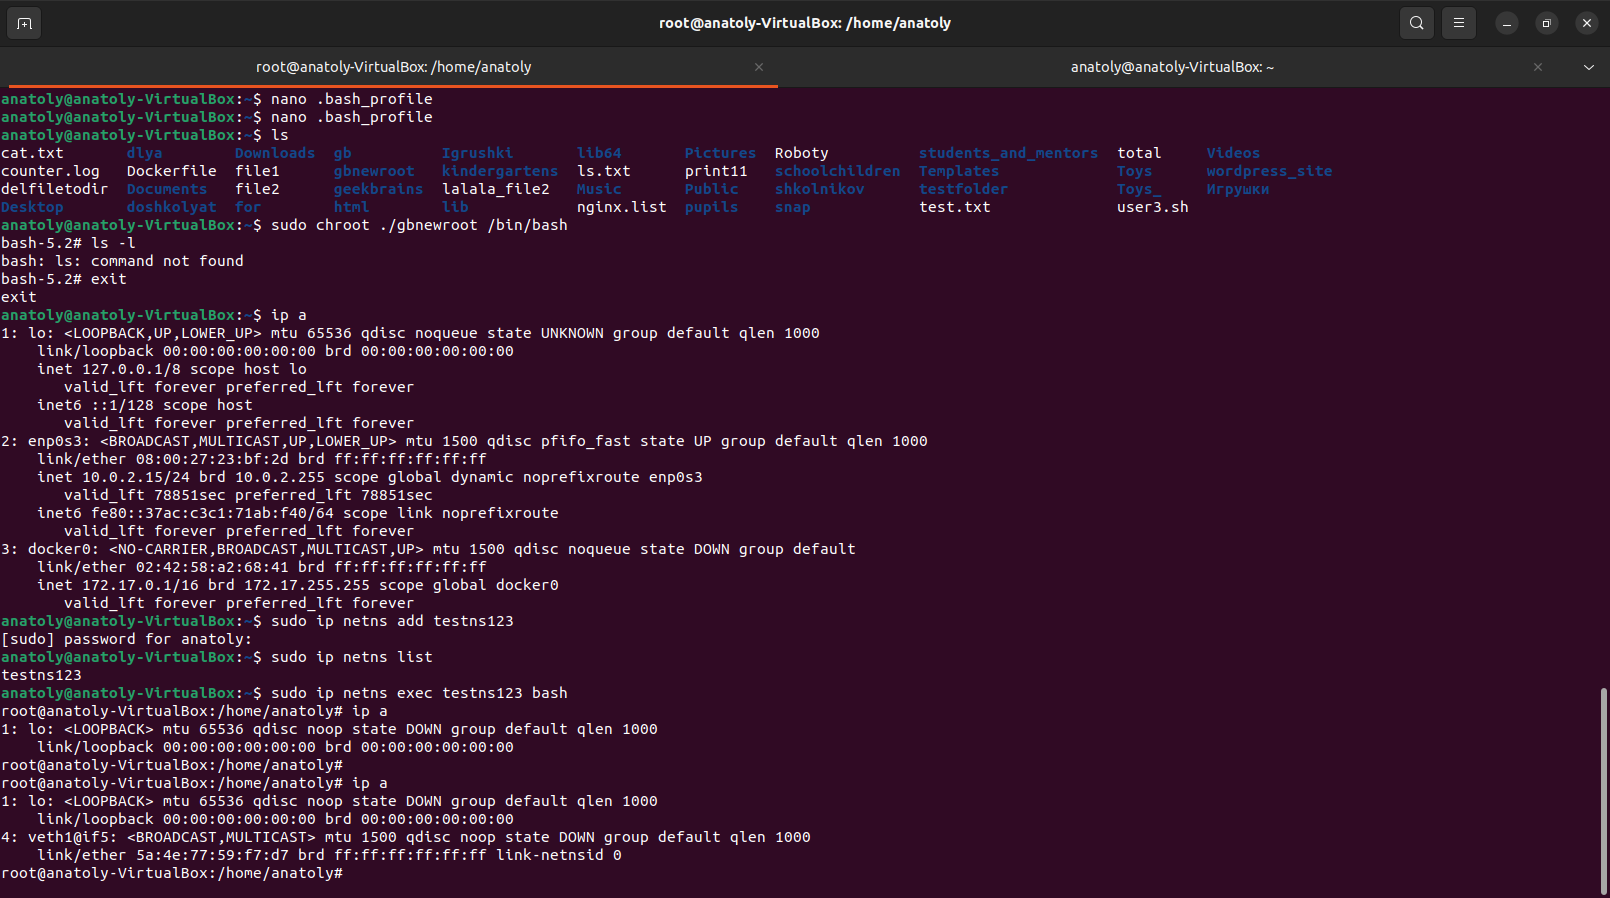 root@anatoly-VirtualBox: /home/anatoly
root@anatoly-VirtualBox: /home/anatoly
anatoly@anatoly-VirtualBox: ~
anatoly@anatoly-VirtualBox:~$ nano .bash_profile
anatoly@anatoly-VirtualBox:~$ nano .bash_profile
anatoly@anatoly-VirtualBox:~$ ls
cat.txt dlya Downloads gb Igrushki lib64 Pictures Roboty students_and_mentors total Videos
counter.log Dockerfile file1 gbnewroot kindergartens ls.txt print11 schoolchildren Templates Toys wordpress_site
delfiletodir Documents file2 geekbrains lalala_file2 Music Public shkolnikov testfolder Toys_ Игрушки
Desktop doshkolyat for html lib nginx.list pupils snap test.txt user3.sh
anatoly@anatoly-VirtualBox:~$ sudo chroot ./gbnewroot /bin/bash
bash-5.2# ls -l
bash: ls: command not found
bash-5.2# exit
exit
anatoly@anatoly-VirtualBox:~$ ip a
1: lo: <LOOPBACK,UP,LOWER_UP> mtu 65536 qdisc noqueue state UNKNOWN group default qlen 1000
    link/loopback 00:00:00:00:00:00 brd 00:00:00:00:00:00
    inet 127.0.0.1/8 scope host lo
       valid_lft forever preferred_lft forever
    inet6 ::1/128 scope host
       valid_lft forever preferred_lft forever
2: enp0s3: <BROADCAST,MULTICAST,UP,LOWER_UP> mtu 1500 qdisc pfifo_fast state UP group default qlen 1000
    link/ether 08:00:27:23:bf:2d brd ff:ff:ff:ff:ff:ff
    inet 10.0.2.15/24 brd 10.0.2.255 scope global dynamic noprefixroute enp0s3
       valid_lft 78851sec preferred_lft 78851sec
    inet6 fe80::37ac:c3c1:71ab:f40/64 scope link noprefixroute
       valid_lft forever preferred_lft forever
3: docker0: <NO-CARRIER,BROADCAST,MULTICAST,UP> mtu 1500 qdisc noqueue state DOWN group default
    link/ether 02:42:58:a2:68:41 brd ff:ff:ff:ff:ff:ff
    inet 172.17.0.1/16 brd 172.17.255.255 scope global docker0
       valid_lft forever preferred_lft forever
anatoly@anatoly-VirtualBox:~$ sudo ip netns add testns123
[sudo] password for anatoly:
anatoly@anatoly-VirtualBox:~$ sudo ip netns list
testns123
anatoly@anatoly-VirtualBox:~$ sudo ip netns exec testns123 bash
root@anatoly-VirtualBox:/home/anatoly# ip a
1: lo: <LOOPBACK> mtu 65536 qdisc noop state DOWN group default qlen 1000
    link/loopback 00:00:00:00:00:00 brd 00:00:00:00:00:00
root@anatoly-VirtualBox:/home/anatoly#
root@anatoly-VirtualBox:/home/anatoly# ip a
1: lo: <LOOPBACK> mtu 65536 qdisc noop state DOWN group default qlen 1000
    link/loopback 00:00:00:00:00:00 brd 00:00:00:00:00:00
4: veth1@if5: <BROADCAST,MULTICAST> mtu 1500 qdisc noop state DOWN group default qlen 1000
    link/ether 5a:4e:77:59:f7:d7 brd ff:ff:ff:ff:ff:ff link-netnsid 0
root@anatoly-VirtualBox:/home/anatoly#